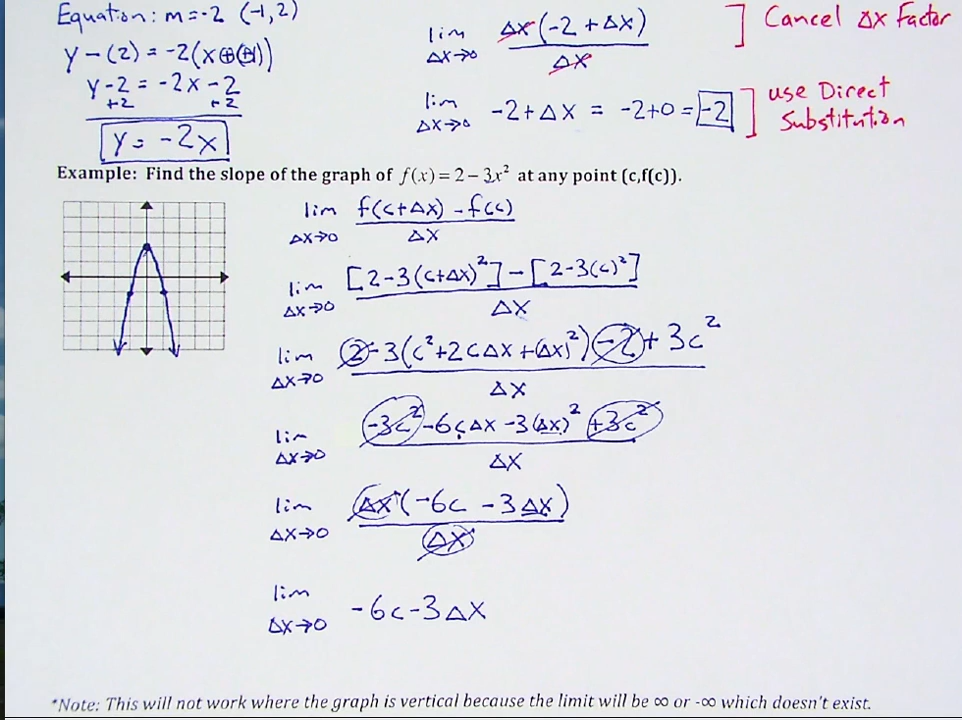 Equation: m=-2 (-1,2)
y-(2) = -2(x⊕(+1))
y-2 = -2x-2
+2 +2
y = -2x
lim Δx→0 Δx(-2+Δx) / Δx ] Cancel Δx Factor
lim Δx→0 -2+Δx = -2+0 = -2 ] use Direct Substitution
Example: Find the slope of the graph of f(x) = 2 – 3x² at any point (c,f(c)).
lim Δx→0 f(c+Δx) - f(c) / Δx
lim Δx→0 [2-3(c+Δx)²] - [2-3(c)²] / Δx
lim Δx→0 2-3(c²+2cΔx+(Δx)²)-2+3c² / Δx
lim Δx→0 -3c²-6cΔx-3(Δx)²+3c² / Δx
lim Δx→0 Δx(-6c-3Δx) / Δx
lim Δx→0 -6c-3Δx
*Note: This will not work where the graph is vertical because the limit will be ∞ or -∞ which doesn't exist.